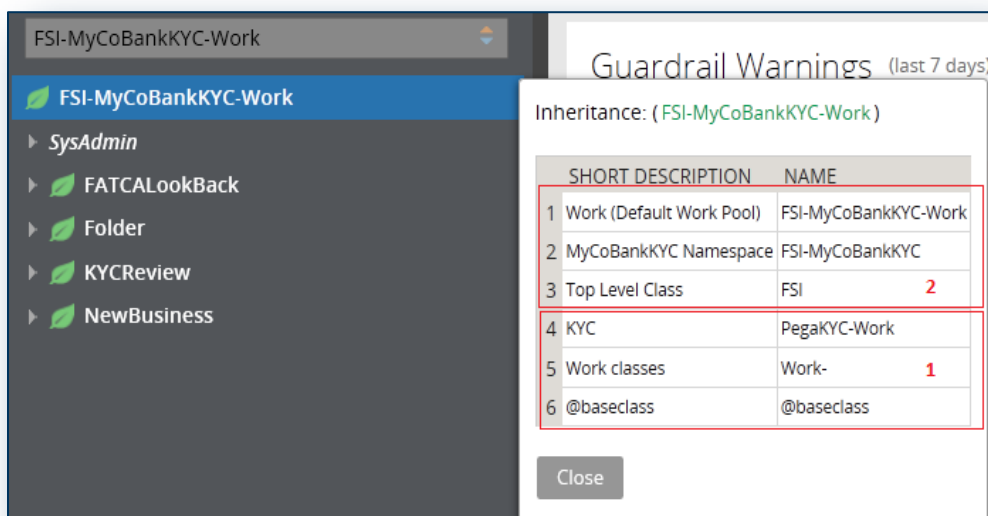 FSI-MyCoBankKYC-Work
FSI-MyCoBankKYC-Work
SysAdmin
FATCALookBack
Folder
KYCReview
NewBusiness
Guardrail Warnings (last 7 days)
Inheritance: (FSI-MyCoBankKYC-Work)
SHORT DESCRIPTION NAME
1 Work (Default Work Pool) FSI-MyCoBankKYC-Work
2 MyCoBankKYC Namespace FSI-MyCoBankKYC
3 Top Level Class FSI 2
4 KYC PegaKYC-Work
5 Work classes Work- 1
6 @baseclass @baseclass
Close